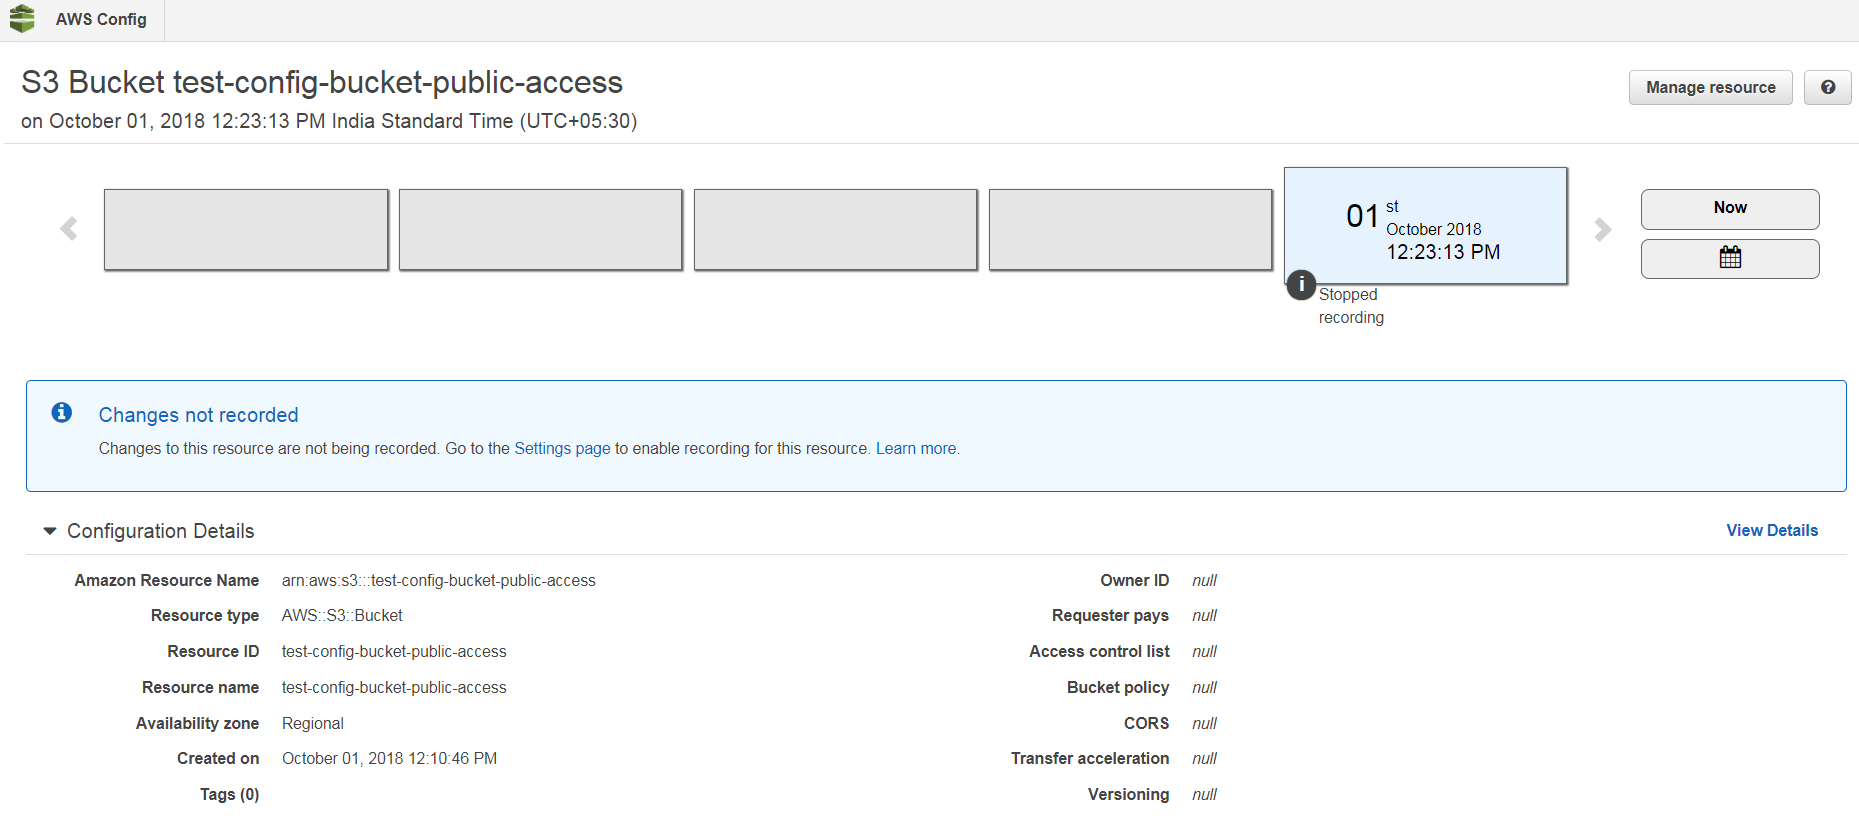 AWS Config
S3 Bucket test-config-bucket-public-access
on October 01, 2018 12:23:13 PM India Standard Time (UTC+05:30)
Manage resource
?
01 st
October 2018
12:23:13 PM
Stopped
recording
Now
Changes not recorded
Changes to this resource are not being recorded. Go to the Settings page to enable recording for this resource. Learn more.
Configuration Details
View Details
Amazon Resource Name arn:aws:s3:::test-config-bucket-public-access
Resource type AWS::S3::Bucket
Resource ID test-config-bucket-public-access
Resource name test-config-bucket-public-access
Availability zone Regional
Created on October 01, 2018 12:10:46 PM
Tags (0)
Owner ID null
Requester pays null
Access control list null
Bucket policy null
CORS null
Transfer acceleration null
Versioning null